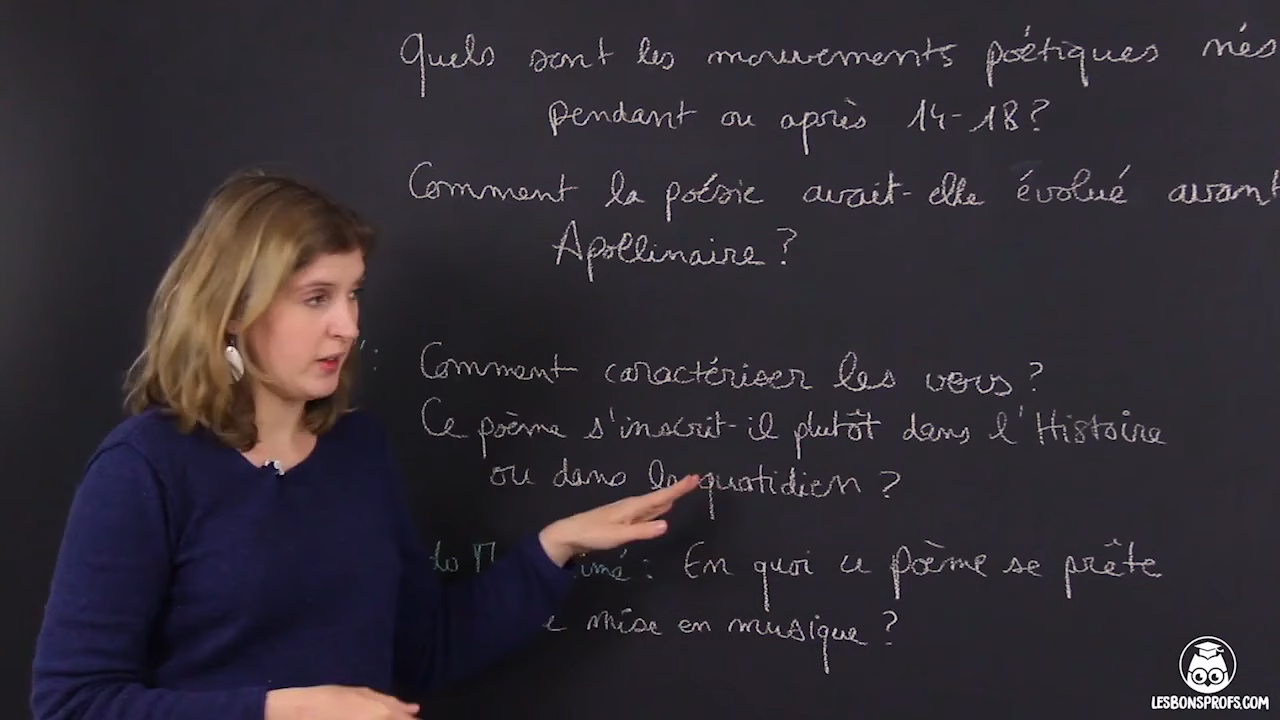 Quels sont les mouvements poétiques nés
pendant ou après 14-18?
Comment la poésie avait-elle évolué avant
Apollinaire?
: Comment caractériser les vers?
Ce poème s'inscrit-il plutôt dans l'Histoire
ou dans quotidien?
: En quoi ce poème se prête
mise en musique?
LESBONSPROFS.COM